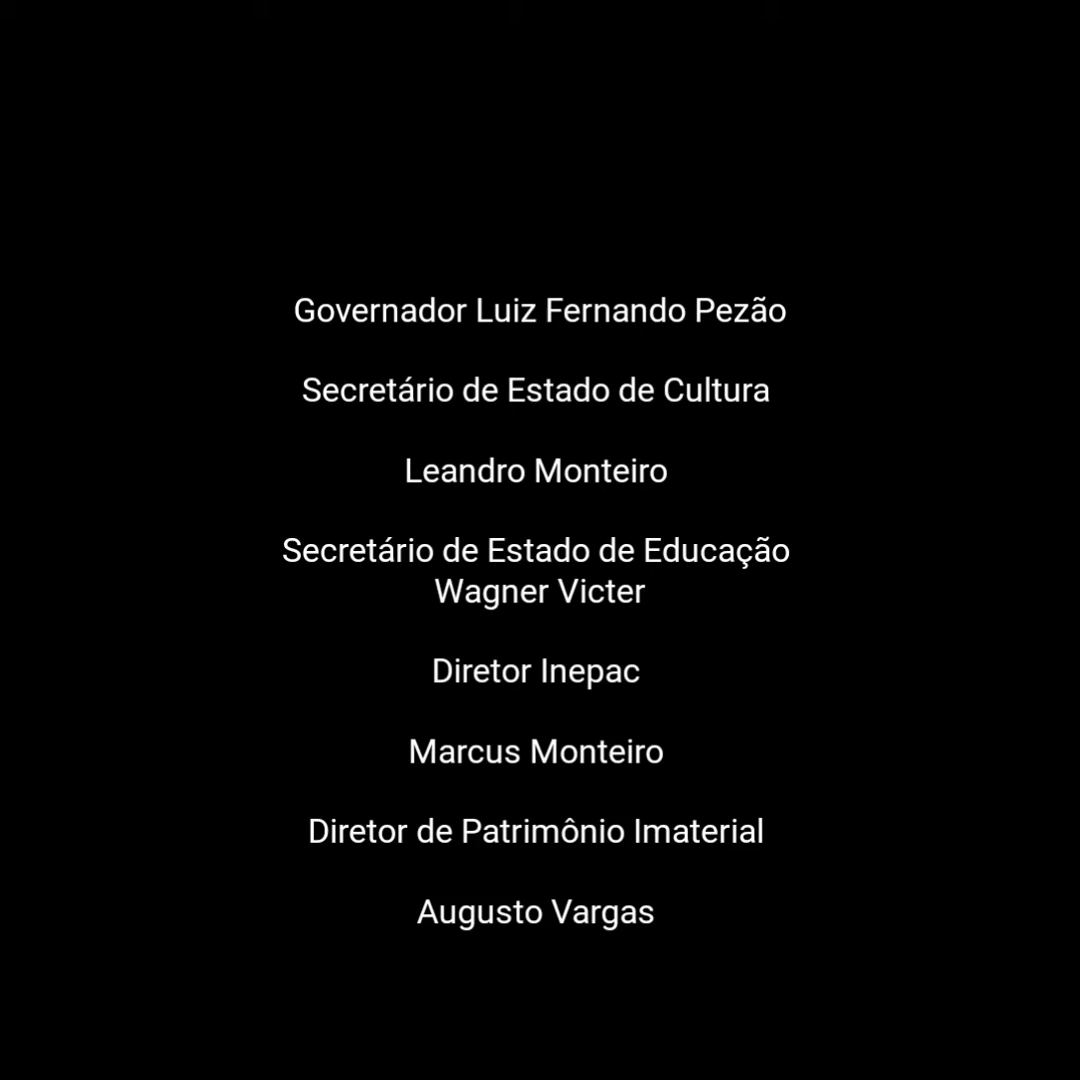 Governador Luiz Fernando Pezão
Secretário de Estado de Cultura
Leandro Monteiro
Secretário de Estado de Educação
Wagner Victer
Diretor Inepac
Marcus Monteiro
Diretor de Patrimônio Imaterial
Augusto Vargas